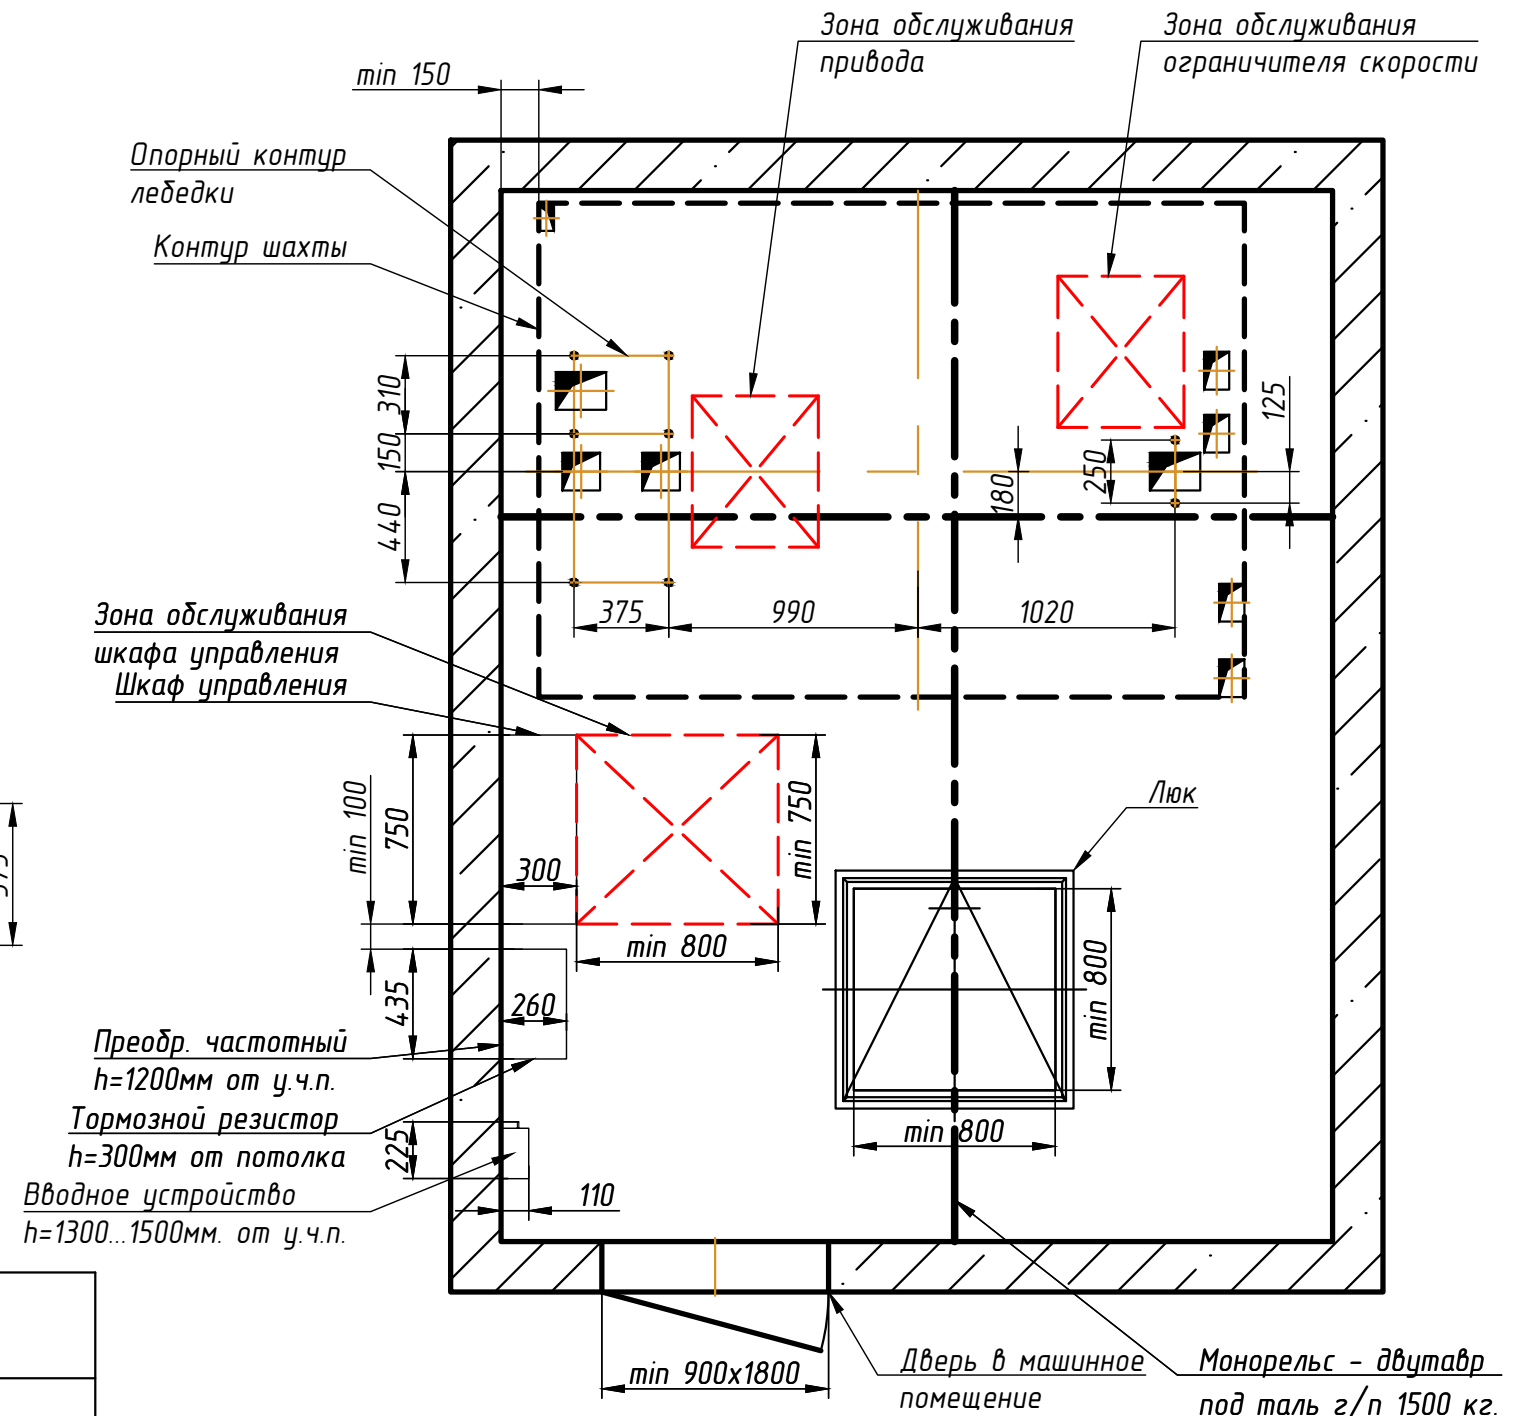 Зона обслуживания
привода
Зона обслуживания
ограничителя скорости
min 150
Опорный контур
лебедки
Контур шахты
310
150
440
125
250
180
375
990
1020
Зона обслуживания
шкафа управления
Шкаф управления
min 100
750
300
min 750
min 800
Люк
min 800
min 800
435
260
Преобр. частотный
h=1200мм от у.ч.п.
Тормозной резистор
h=300мм от потолка
225
Вводное устройство
h=1300...1500мм. от у.ч.п.
110
min 900х1800
Дверь в машинное
помещение
Монорельс - двутавр
под таль г/п 1500 кг.